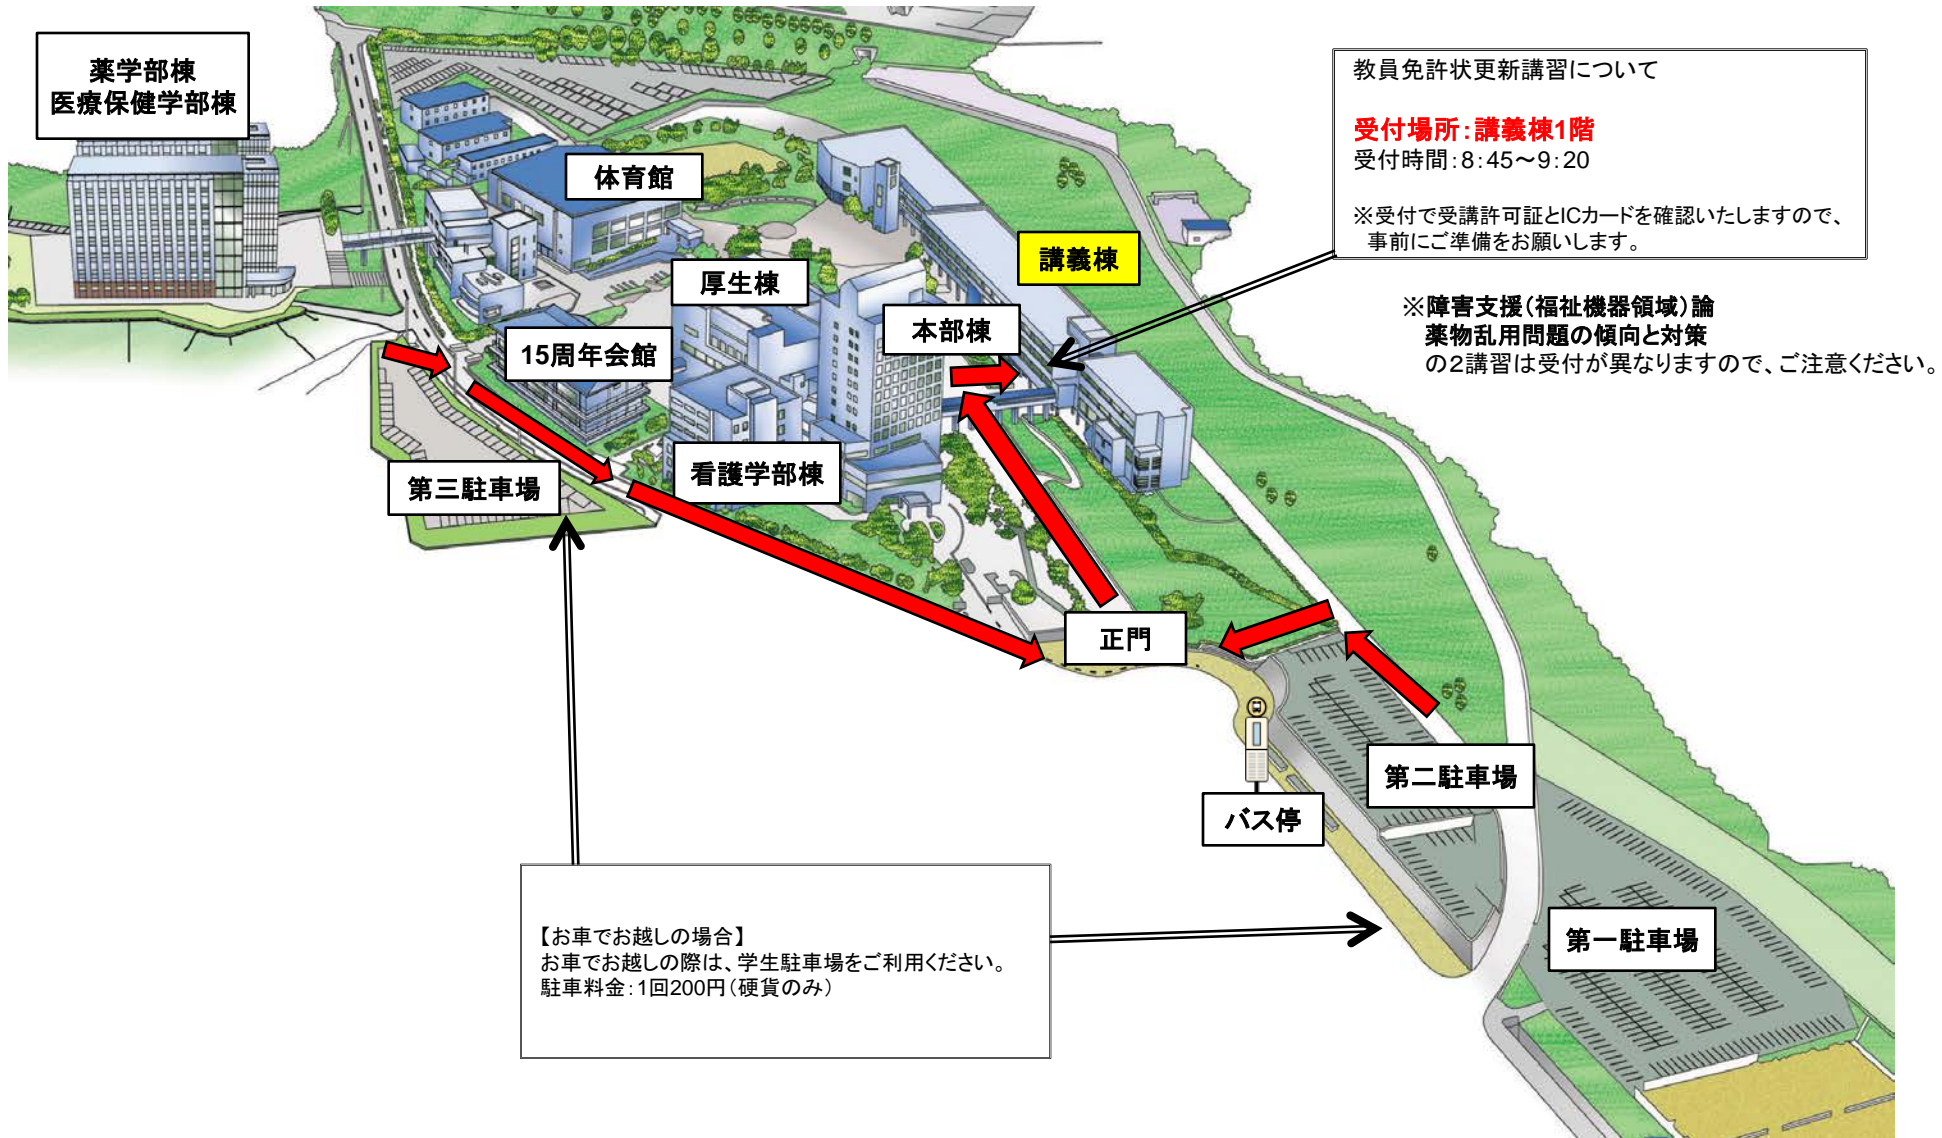 薬学部棟
医療保健学部棟
教員免許状更新講習について
受付場所：講義棟1階
受付時間：8：45～9：20
※受付で受講許可証とICカードを確認いたしますので、
事前にご準備をお願いします。
体育館
講義棟
厚生棟
※障害支援（福祉機器領域）論
薬物乱用問題の傾向と対策
の２講習は受付が異なりますので、ご注意ください。
本部棟
15周年会館
看護学部棟
第三駐車場
正門
第二駐車場
バス停
第一駐車場
【お車でお越しの場合】
お車でお越しの際は、学生駐車場をご利用ください。
駐車料金：1回200円（硬貨のみ）